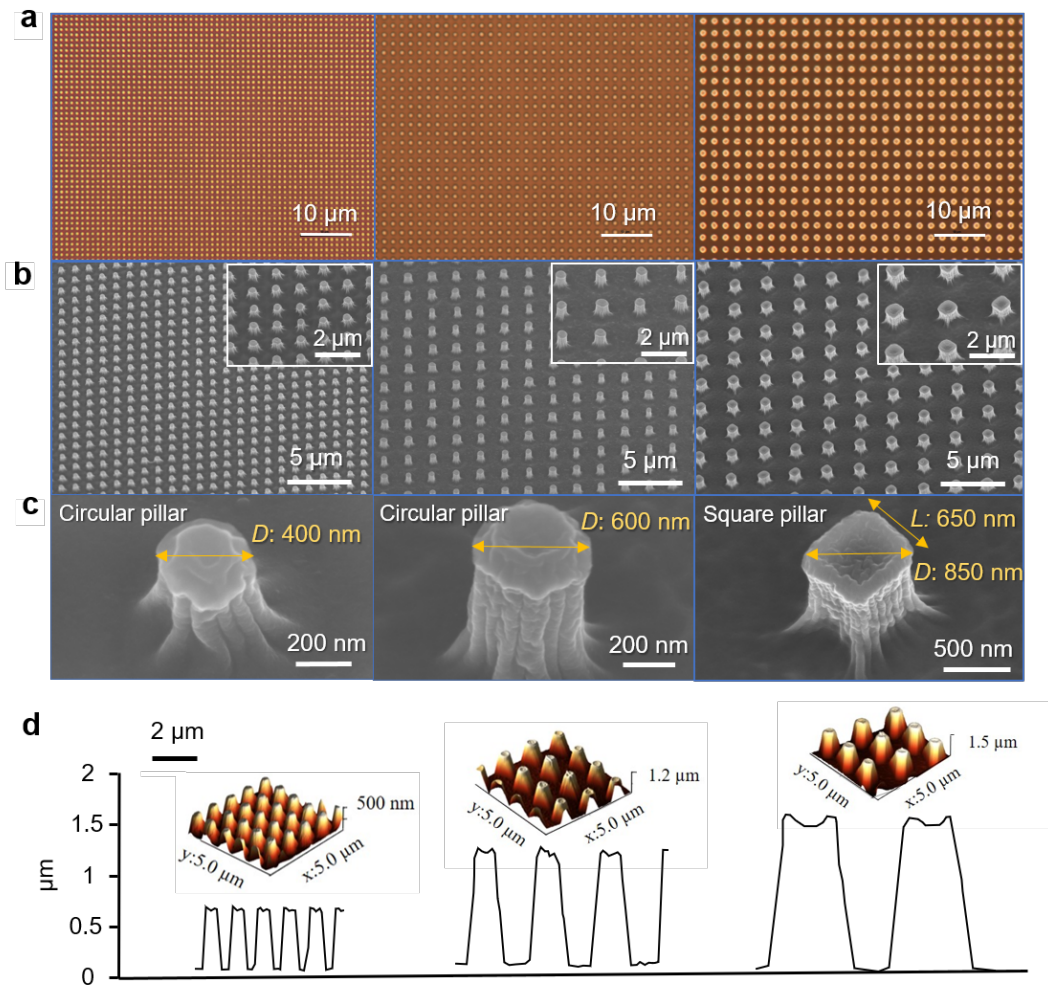 a
10 µm
10 µm
10 µm
b
2 µm
2 µm
2 µm
5 µm
5 µm
5 µm
c
Circular pillar
D: 400 nm
200 nm
Circular pillar
D: 600 nm
200 nm
Square pillar
L: 650 nm
D: 850 nm
500 nm
d
2 µm
2
1.5
1
0.5
0
µm
500 nm
y:5.0 µm
x:5.0 µm
1.2 µm
y:5.0 µm
x:5.0 µm
1.5 µm
y:5.0 µm
x:5.0 µm